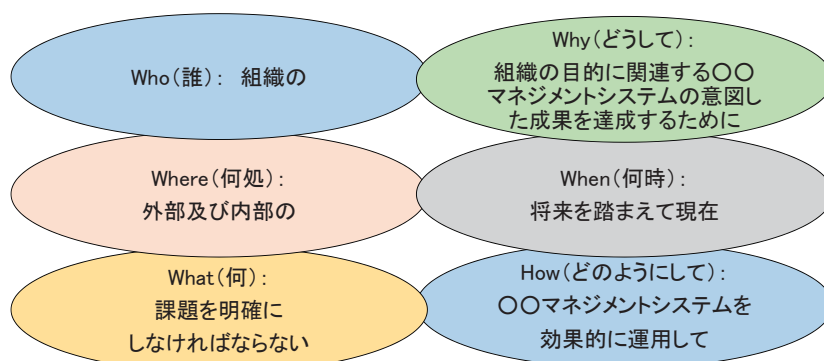 Who(誰)： 組織の
Why(どうして)：
組織の目的に関連する〇〇
マネジメントシステムの意図し
た成果を達成するために
Where(何処)：
外部及び内部の
When(何時)：
将来を踏まえて現在
What(何)：
課題を明確に
しなければならない
How(どのようにして)：
〇〇マネジメントシステムを
効果的に運用して